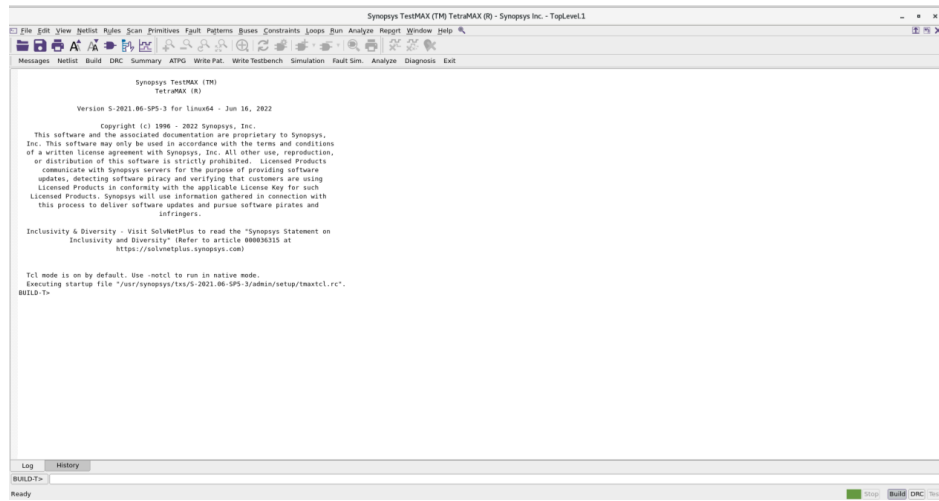 Synopsys TestMAX (TM) TetraMAX (R) - Synopsys Inc. - TopLevel.1
File Edit View Netlist Rules Scan Primitives Fault Patterns Buses Constraints Loops Run Analyze Report Window Help
Messages Netlist Build DRC Summary ATPG Write Pat. Write Testbench Simulation Fault Sim. Analyze Diagnosis Exit
Synopsys TestMAX (TM)
TetraMAX (R)
Version S-2021.06-SP5-3 for linux64 - Jun 16, 2022
Copyright (c) 1996 - 2022 Synopsys, Inc.
This software and the associated documentation are proprietary to Synopsys,
Inc. This software may only be used in accordance with the terms and conditions
of a written license agreement with Synopsys, Inc. All other use, reproduction,
or distribution of this software is strictly prohibited. Licensed Products
communicate with Synopsys servers for the purpose of providing software
updates, detecting software piracy and verifying that customers are using
Licensed Products in conformity with the applicable License Key for such
Licensed Products. Synopsys will use information gathered in connection with
this process to deliver software updates and pursue software pirates and
infringers.
Inclusivity & Diversity - Visit SolvNetPlus to read the "Synopsys Statement on
Inclusivity and Diversity" (Refer to article 000036315 at
https://solvnetplus.synopsys.com)
Tcl mode is on by default. Use -notcl to run in native mode.
Executing startup file "/usr/synopsys/txs/S-2021.06-SP5-3/admin/setup/tmaxtcl.rc".
BUILD-T>
Log History
BUILD-T>
Ready Stop Build DRC Tes